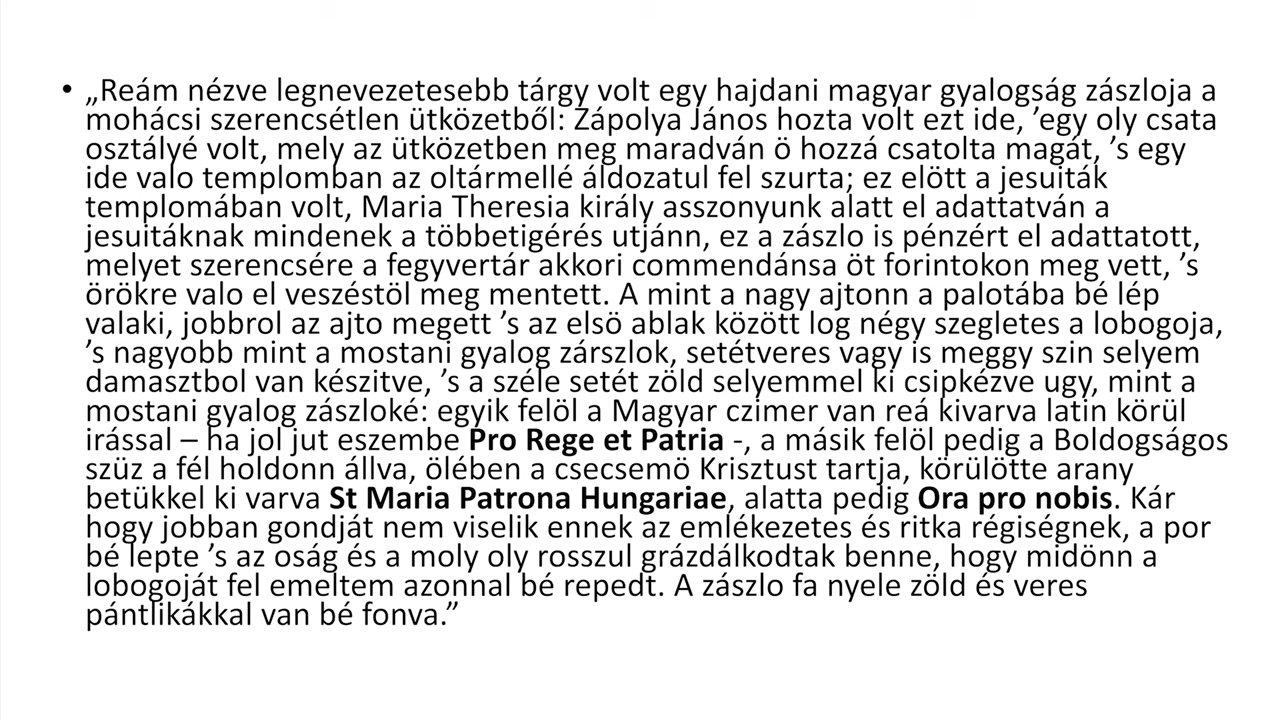 • „Reám nézve legnevezetesebb tárgy volt egy hajdani magyar gyalogság zászloja a
mohácsi szerencsétlen ütközetből: Zápolya János hozta volt ezt ide, ’egy oly csata
osztályé volt, mely az ütközetben meg maradván ö hozzá csatolta magát, ’s egy
ide valo templomban az oltármellé áldozatul fel szurta; ez elött a jesuiták
templomában volt, Maria Theresia király asszonyunk alatt el adattatván a
jesuitáknak mindenek a többetigérés utjánn, ez a zászlo is pénzért el adattatott,
melyet szerencsére a fegyvertár akkori commendánsa öt forintokon meg vett, ’s
örökre valo el veszéstöl meg mentett. A mint a nagy ajtonn a palotába bé lép
valaki, jobbrol az ajto megett ’s az elsö ablak között log négy szegletes a lobogoja,
’s nagyobb mint a mostani gyalog zárszlok, setétveres vagy is meggy szin selyem
damasztbol van készitve, ’s a széle setét zöld selyemmel ki csipkézve ugy, mint a
mostani gyalog zászloké: egyik felöl a Magyar czimer van reá kivarva latin körül
irással – ha jol jut eszembe Pro Rege et Patria -, a másik felöl pedig a Boldogságos
szüz a fél holdonn állva, ölében a csecsemö Krisztust tartja, körülötte arany
betükkel ki varva St Maria Patrona Hungariae, alatta pedig Ora pro nobis. Kár
hogy jobban gondját nem viselik ennek az emlékezetes és ritka régiségnek, a por
bé lepte ’s az oság és a moly oly rosszul grázdálkodtak benne, hogy midönn a
lobogoját fel emeltem azonnal bé repedt. A zászlo fa nyele zöld és veres
pántlikákkal van bé fonva.”